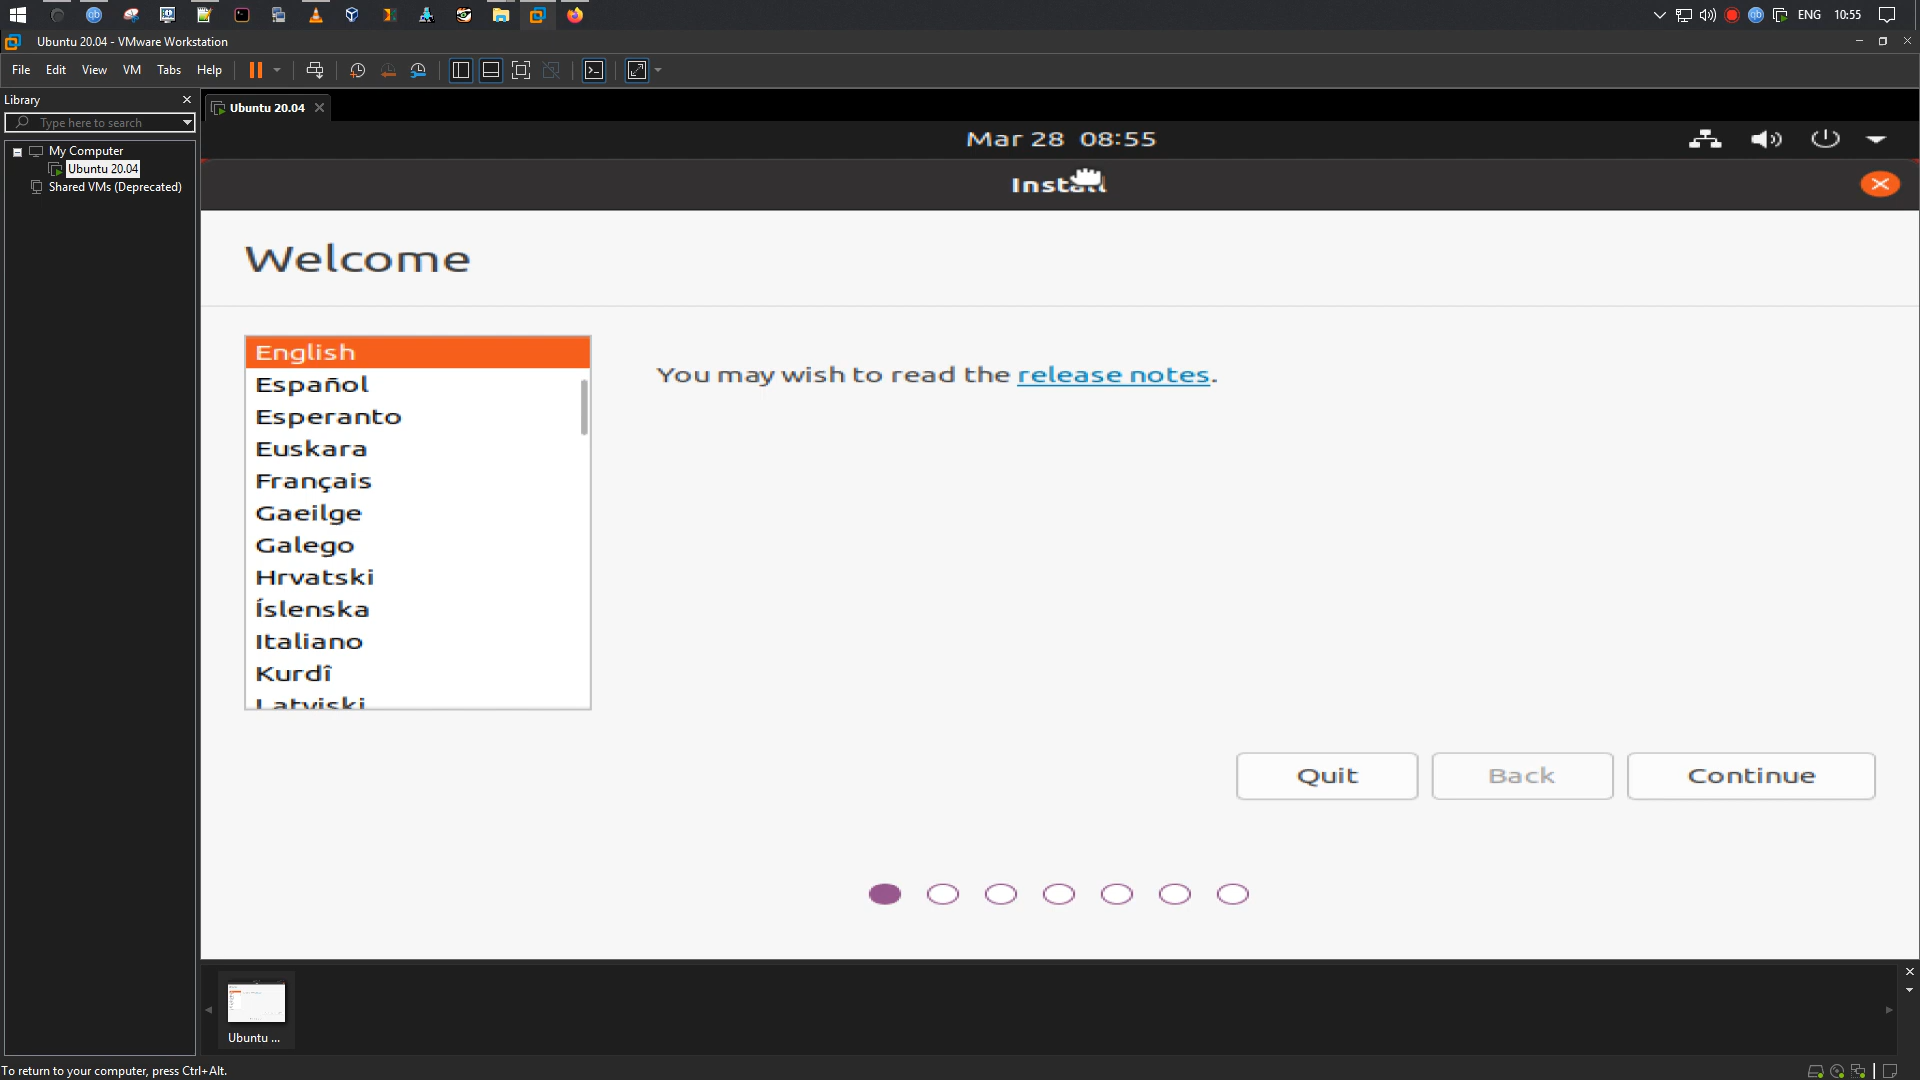 ENG 10:55
Ubuntu 20.04 - VMware Workstation
File Edit View VM Tabs Help
Library
Ubuntu 20.04
Type here to search
Mar 28 08:55
My Computer
Ubuntu 20.04
Shared VMs (Deprecated)
Install
Welcome
English
Español
Esperanto
Euskara
Français
Gaeilge
Galego
Hrvatski
Íslenska
Italiano
Kurdî
Latviski
You may wish to read the release notes.
Quit Back Continue
Ubuntu ...
To return to your computer, press Ctrl+Alt.